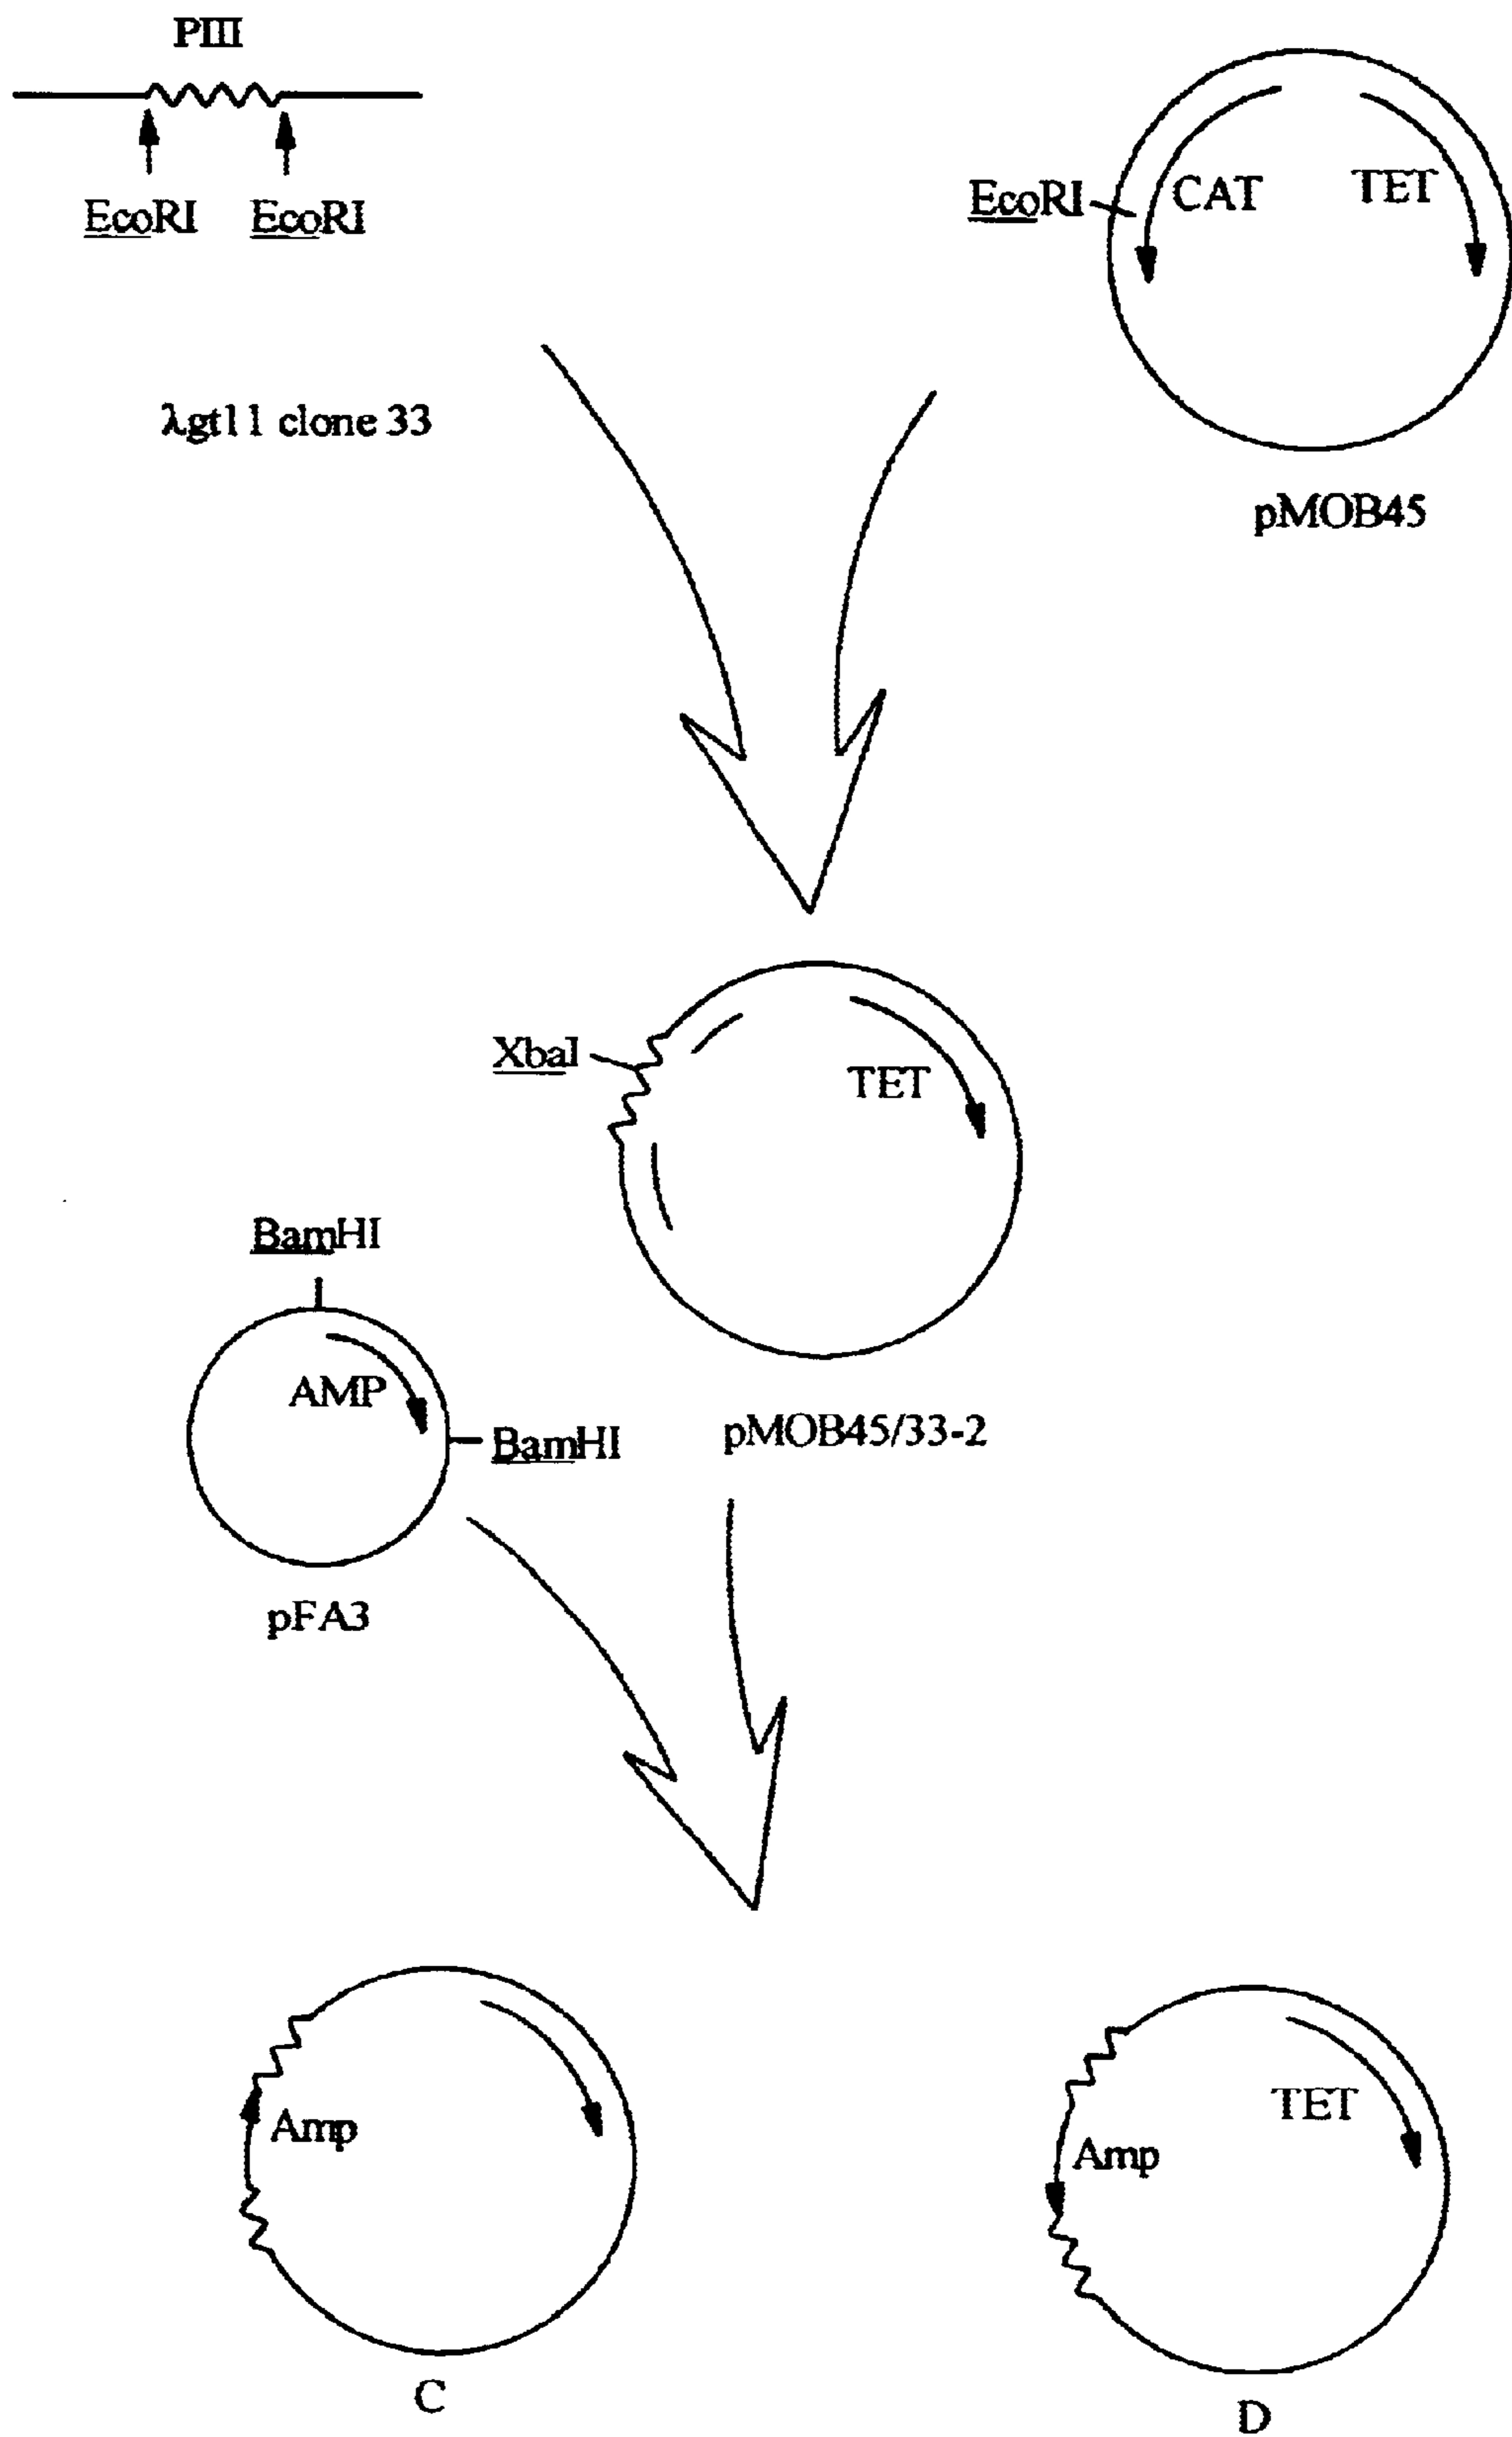 PIII
EcoRI EcoRI
EcoRI
CAT
TET
λgt11 clone 33
pMOB45
XbaI
TET
BamHI
AMP
BamHI
pFA3
pMOB45/33-2
Amp
C
TET
Amp
D